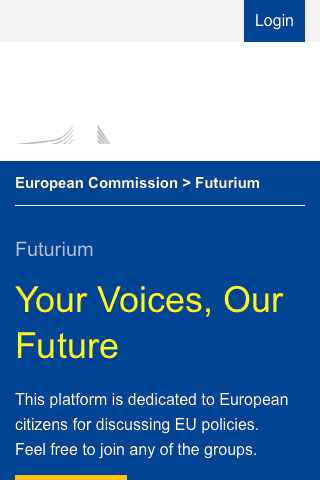 Login
European Commission > Futurium
Futurium
Your Voices, Our
Future
This platform is dedicated to European
citizens for discussing EU policies.
Feel free to join any of the groups.